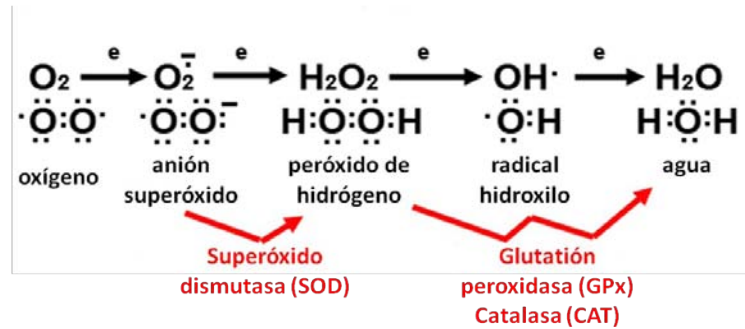 e e e e
O₂ O₂·⁻ H₂O₂ OH· H₂O
·Ö:Ö· ·Ö:Ö:⁻ H:Ö:Ö:H ·Ö:H H:Ö:H
oxígeno anión peróxido de radical agua
superóxido hidrógeno hidroxilo
Superóxido Glutatión
dismutasa (SOD) peroxidasa (GPx)
Catalasa (CAT)